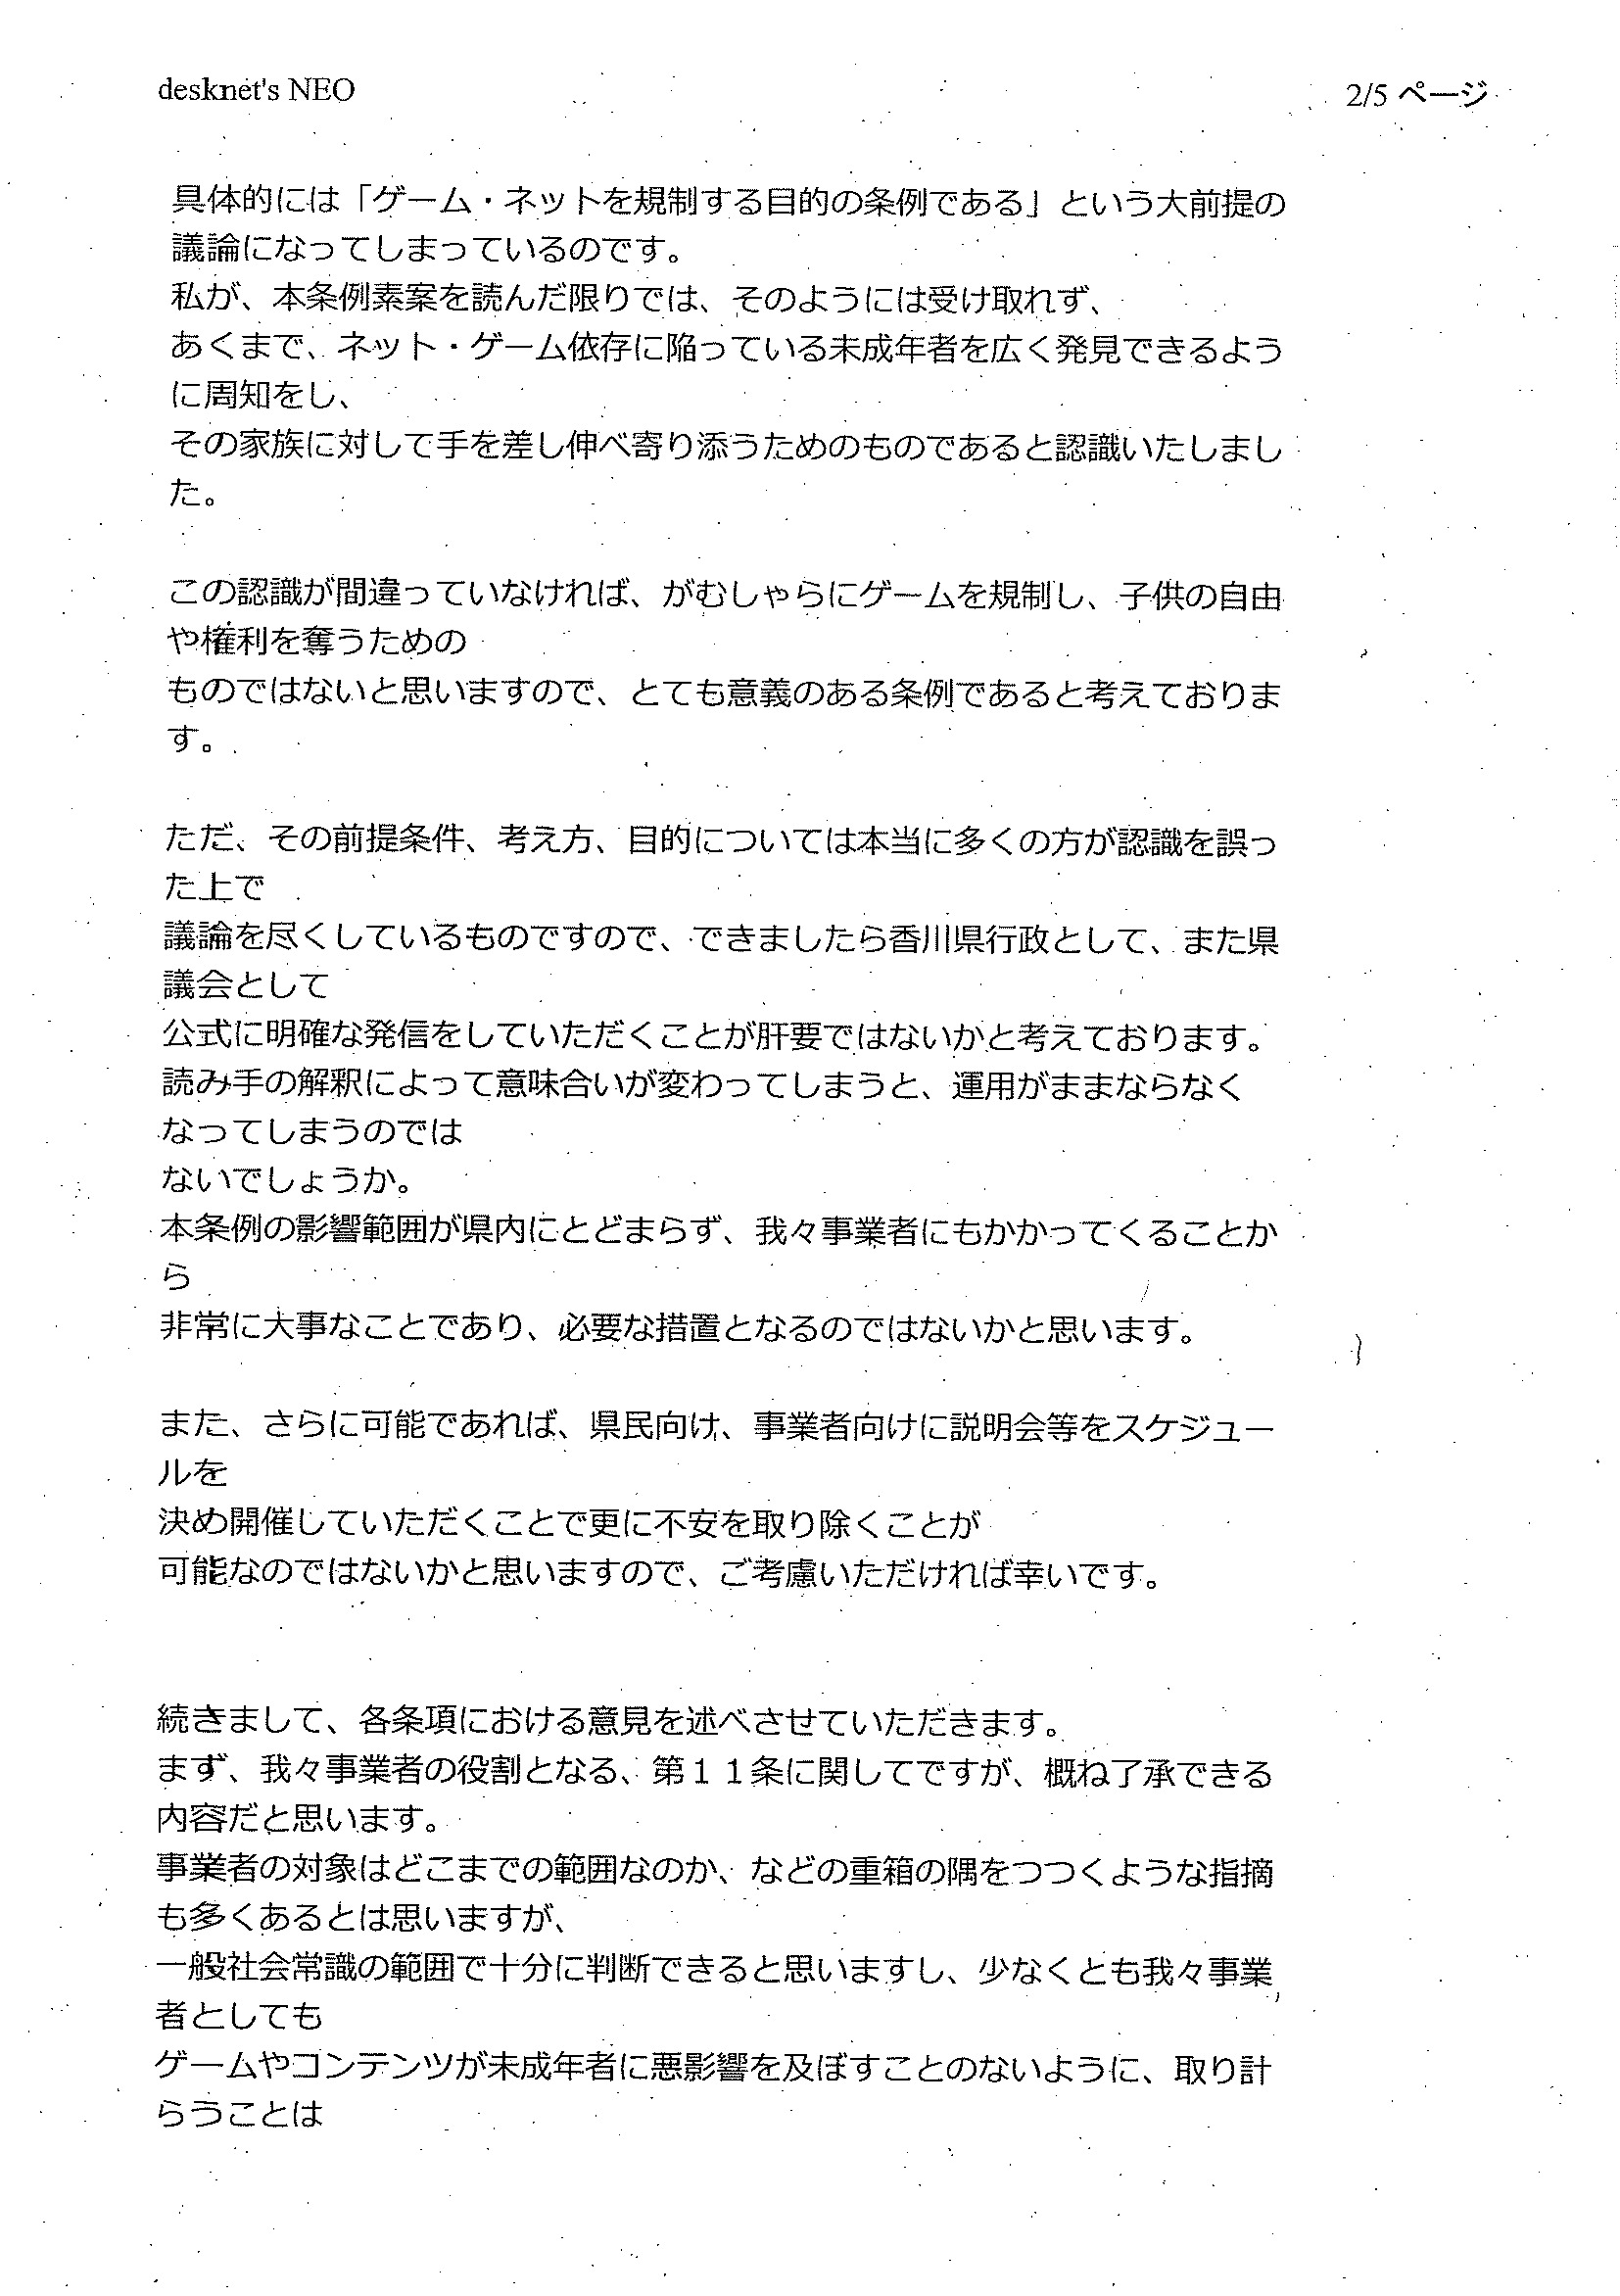 desknet's NEO
2/5 ページ
具体的には「ゲーム・ネットを規制する目的の条例である」という大前提の
議論になってしまっているのです。
私が、本条例素案を読んだ限りでは、そのようには受け取れず、
あくまで、ネット・ゲーム依存に陥っている未成年者を広く発見できるよう
に周知をし、
その家族に対して手を差し伸べ寄り添うためのものであると認識いたしまし
た。
この認識が間違っていなければ、がむしゃらにゲームを規制し、子供の自由
や権利を奪うための
ものではないと思いますので、とても意義のある条例であると考えておりま
す。
ただ、その前提条件、考え方、目的については本当に多くの方が認識を誤っ
た上で
議論を尽くしているものですので、できましたら香川県行政として、また県
議会として
公式に明確な発信をしていただくことが肝要ではないかと考えております。
読み手の解釈によって意味合いが変わってしまうと、運用がままならなく
なってしまうのでは
ないでしょうか。
本条例の影響範囲が県内にとどまらず、我々事業者にもかかってくることか
ら
非常に大事なことであり、必要な措置となるのではないかと思います。
また、さらに可能であれば、県民向け、事業者向けに説明会等をスケジュー
ルを
決め開催していただくことで更に不安を取り除くことが
可能なのではないかと思いますので、ご考慮いただければ幸いです。
続きまして、各条項における意見を述べさせていただきます。
まず、我々事業者の役割となる、第１１条に関してですが、概ね了承できる
内容だと思います。
事業者の対象はどこまでの範囲なのか、などの重箱の隅をつつくような指摘
も多くあるとは思いますが、
一般社会常識の範囲で十分に判断できると思いますし、少なくとも我々事業
者としても
ゲームやコンテンツが未成年者に悪影響を及ぼすことのないように、取り計
らうことは